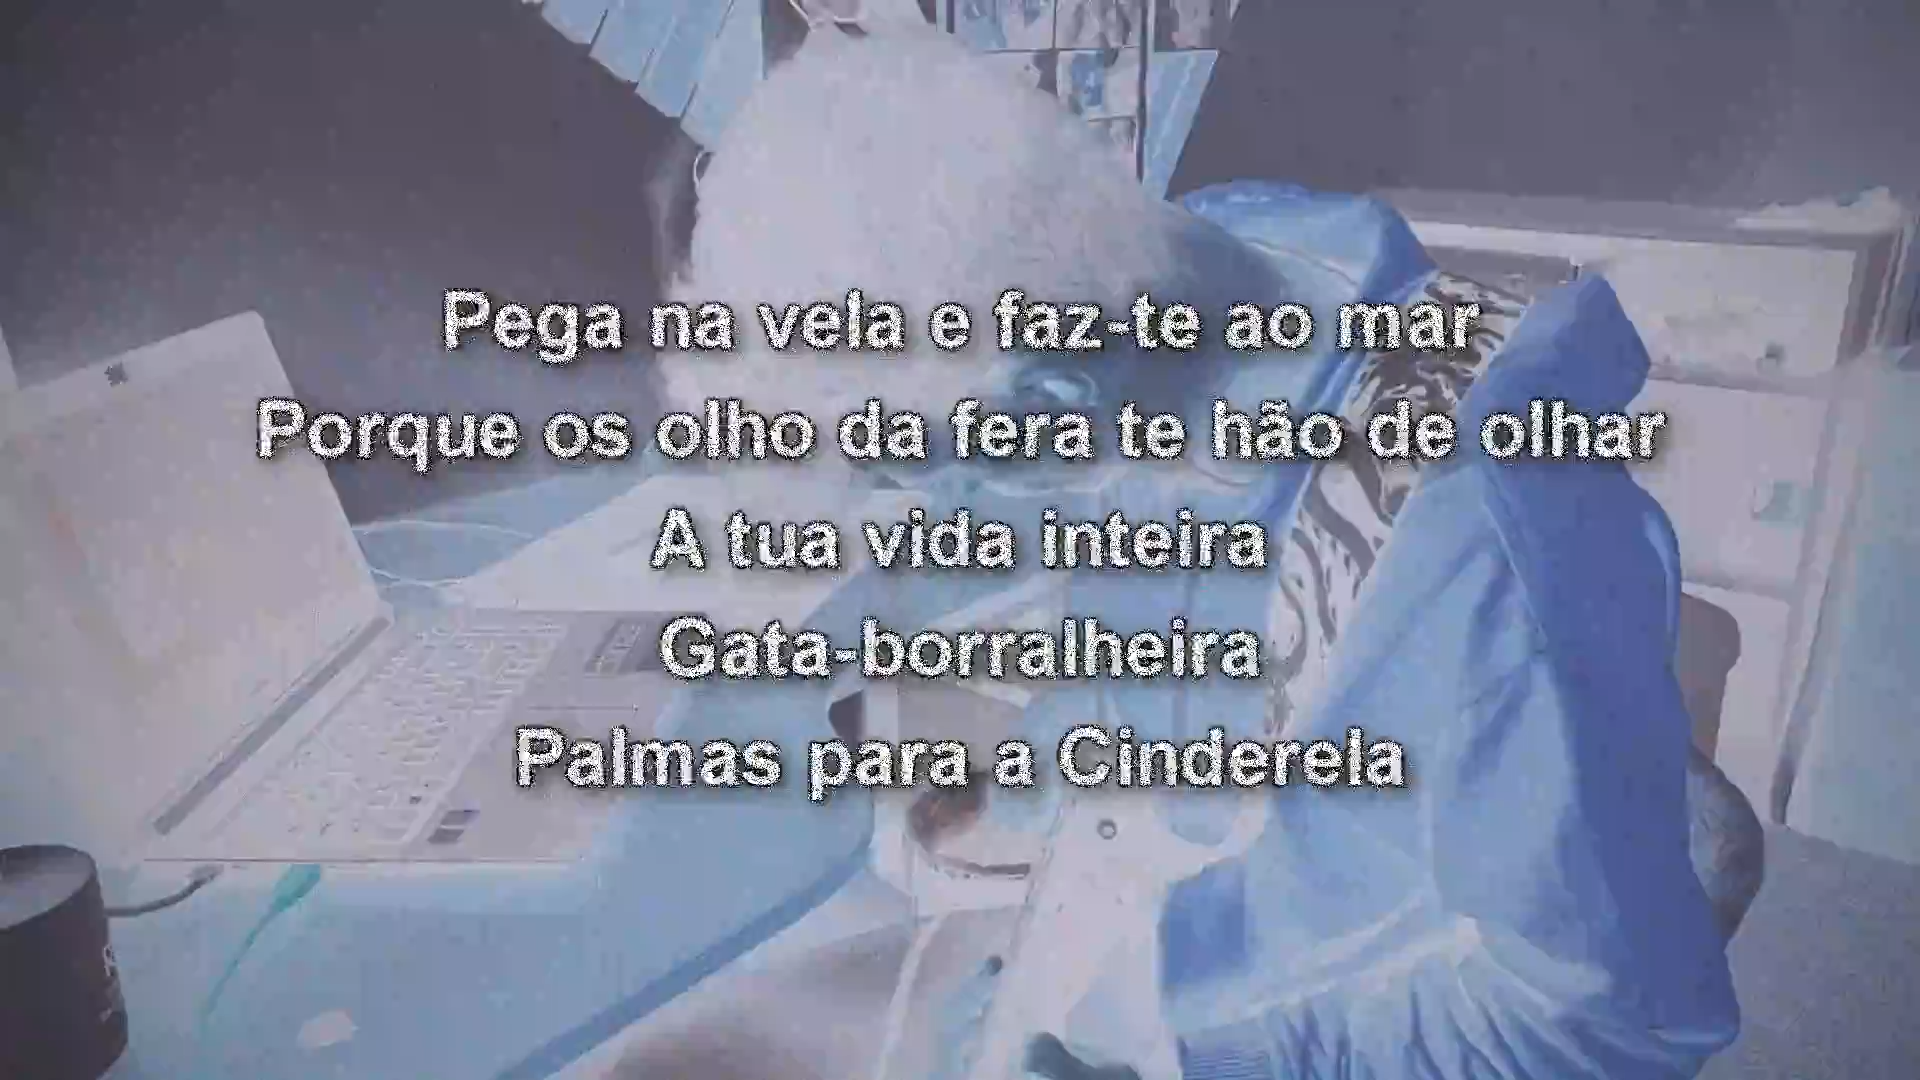 Pega na vela e faz-te ao mar
Porque os olho da fera te hão de olhar
A tua vida inteira
Gata-borralheira
Palmas para a Cinderela